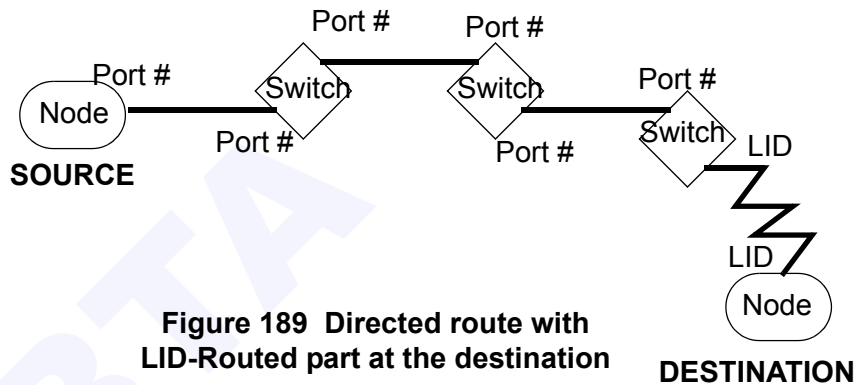 Port #
Port #
Port #
Port #
Switch
Switch
Node
Switch
Port #
Port #
LID
SOURCE
LID
Node
Figure 189 Directed route with
LID-Routed part at the destination
DESTINATION
BTA